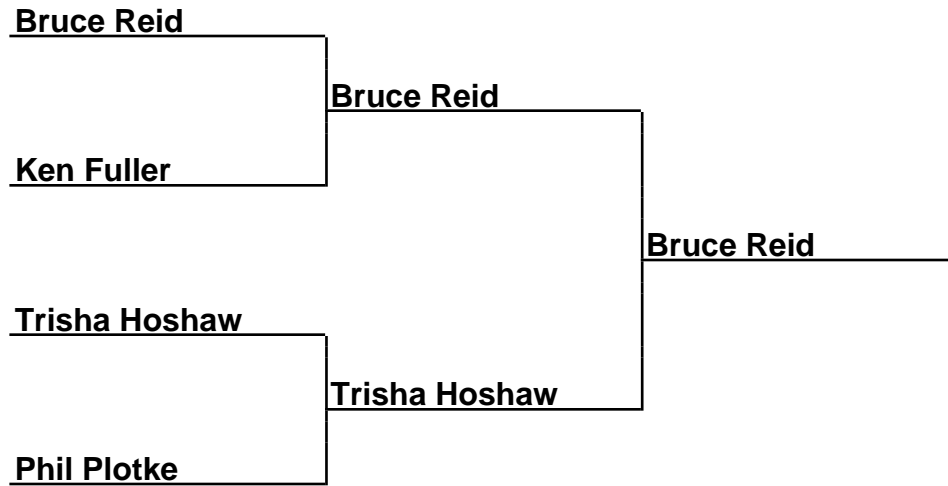 Bruce Reid
Bruce Reid
Ken Fuller
Bruce Reid
Trisha Hoshaw
Trisha Hoshaw
Phil Plotke